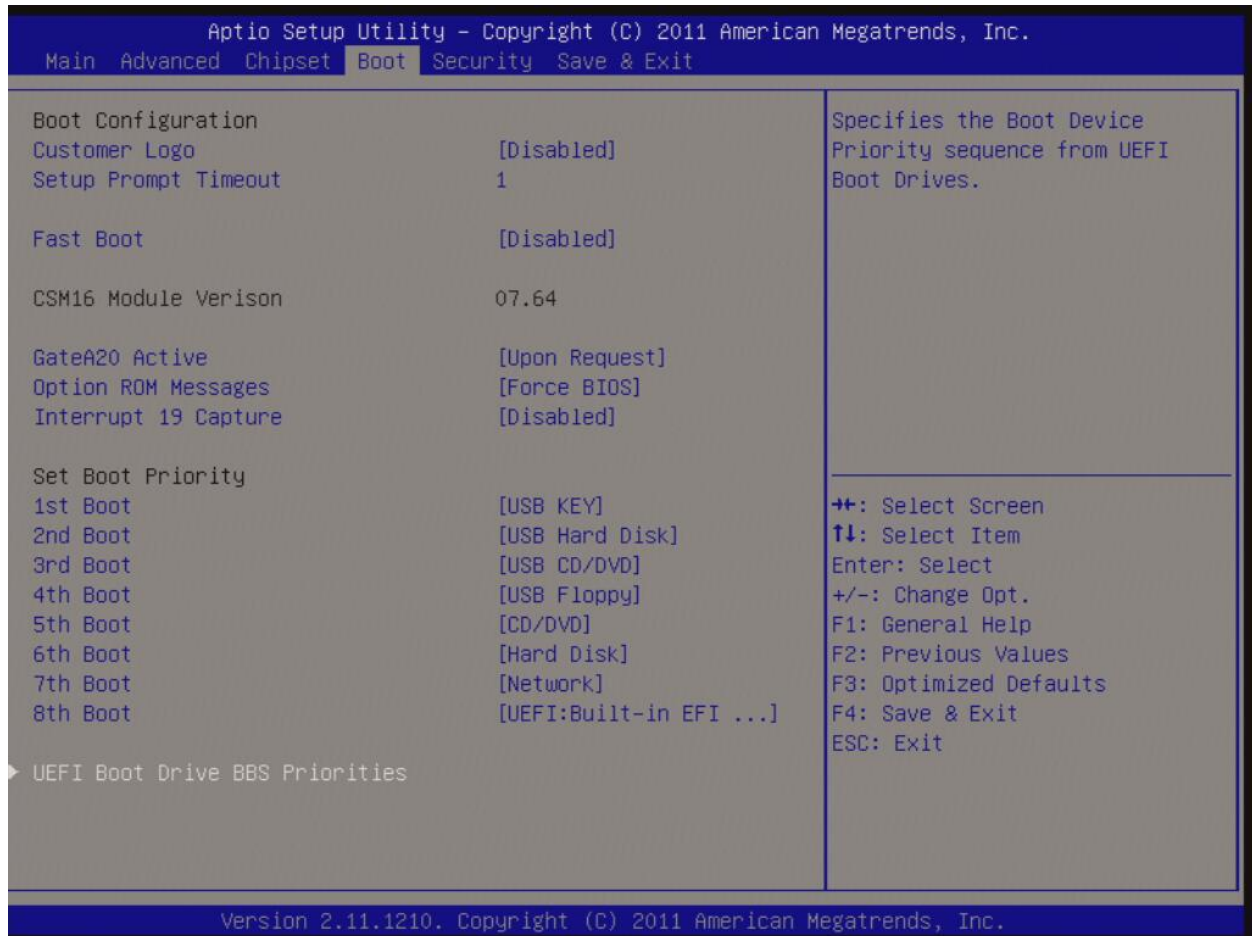 Aptio Setup Utility – Copyright (C) 2011 American Megatrends, Inc.
Main Advanced Chipset Boot Security Save & Exit
Boot Configuration
Customer Logo [Disabled]
Setup Prompt Timeout 1
Fast Boot [Disabled]
CSM16 Module Verison 07.64
GateA20 Active [Upon Request]
Option ROM Messages [Force BIOS]
Interrupt 19 Capture [Disabled]
Set Boot Priority
1st Boot [USB KEY]
2nd Boot [USB Hard Disk]
3rd Boot [USB CD/DVD]
4th Boot [USB Floppy]
5th Boot [CD/DVD]
6th Boot [Hard Disk]
7th Boot [Network]
8th Boot [UEFI:Built-in EFI ...]
▶ UEFI Boot Drive BBS Priorities
Specifies the Boot Device
Priority sequence from UEFI
Boot Drives.
→←: Select Screen
↑↓: Select Item
Enter: Select
+/-: Change Opt.
F1: General Help
F2: Previous Values
F3: Optimized Defaults
F4: Save & Exit
ESC: Exit
Version 2.11.1210. Copyright (C) 2011 American Megatrends, Inc.